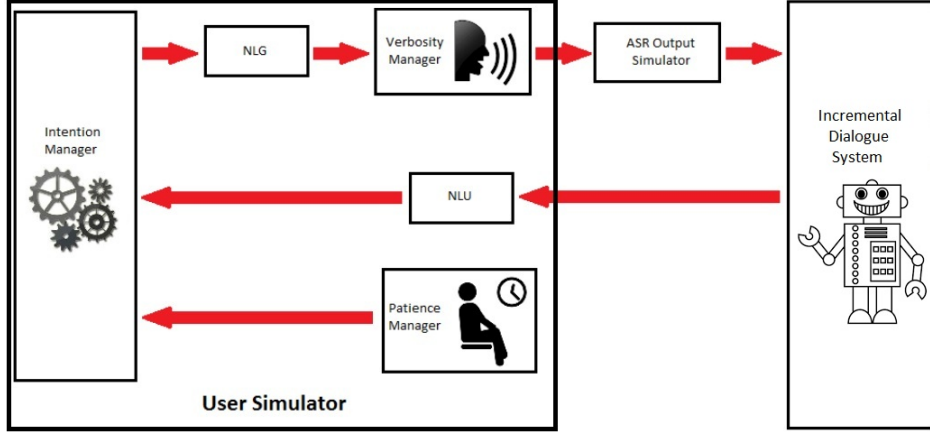 NLG
Verbosity
Manager
ASR Output
Simulator
Intention
Manager
Incremental
Dialogue
System
NLU
Patience
Manager
User Simulator